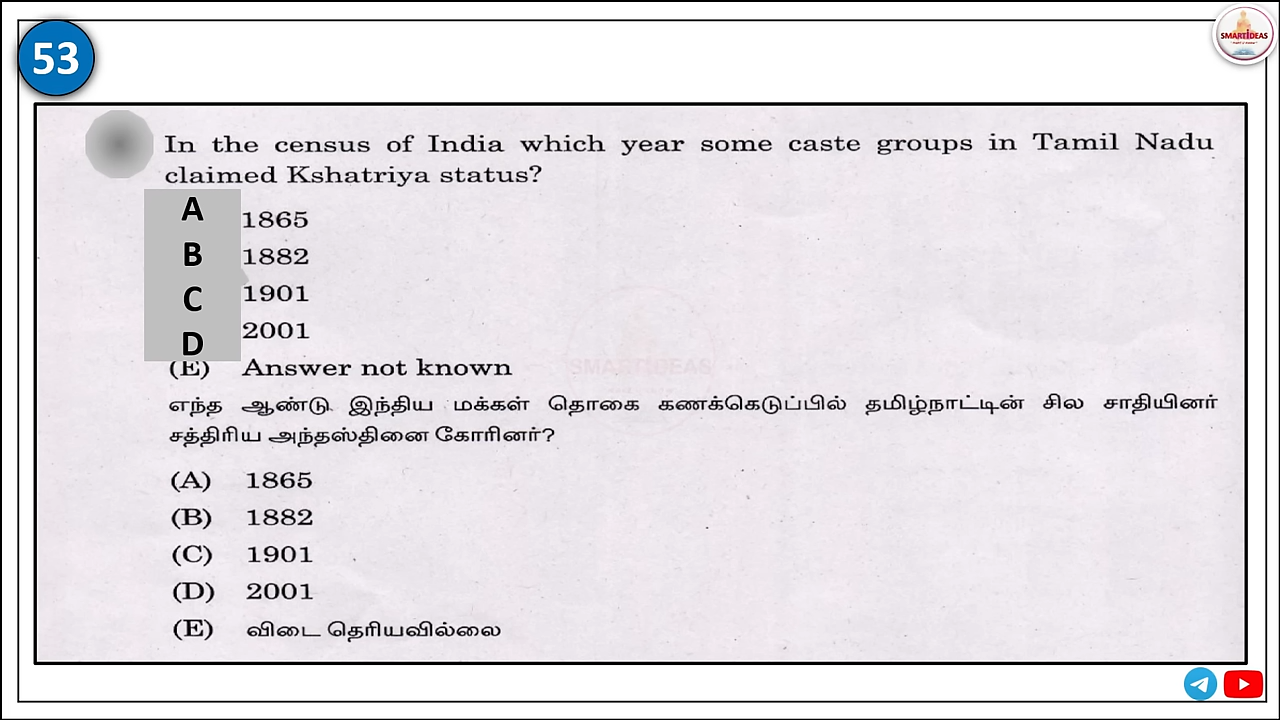 53
SMARTIDEAS
In the census of India which year some caste groups in Tamil Nadu
claimed Kshatriya status?
A 1865
B 1882
C 1901
D 2001
(E) Answer not known
எந்த ஆண்டு இந்திய மக்கள் தொகை கணக்கெடுப்பில் தமிழ்நாட்டின் சில சாதியினர்
சத்திரிய அந்தஸ்தினை கோரினர்?
(A) 1865
(B) 1882
(C) 1901
(D) 2001
(E) விடை தெரியவில்லை
SMARTIDEAS